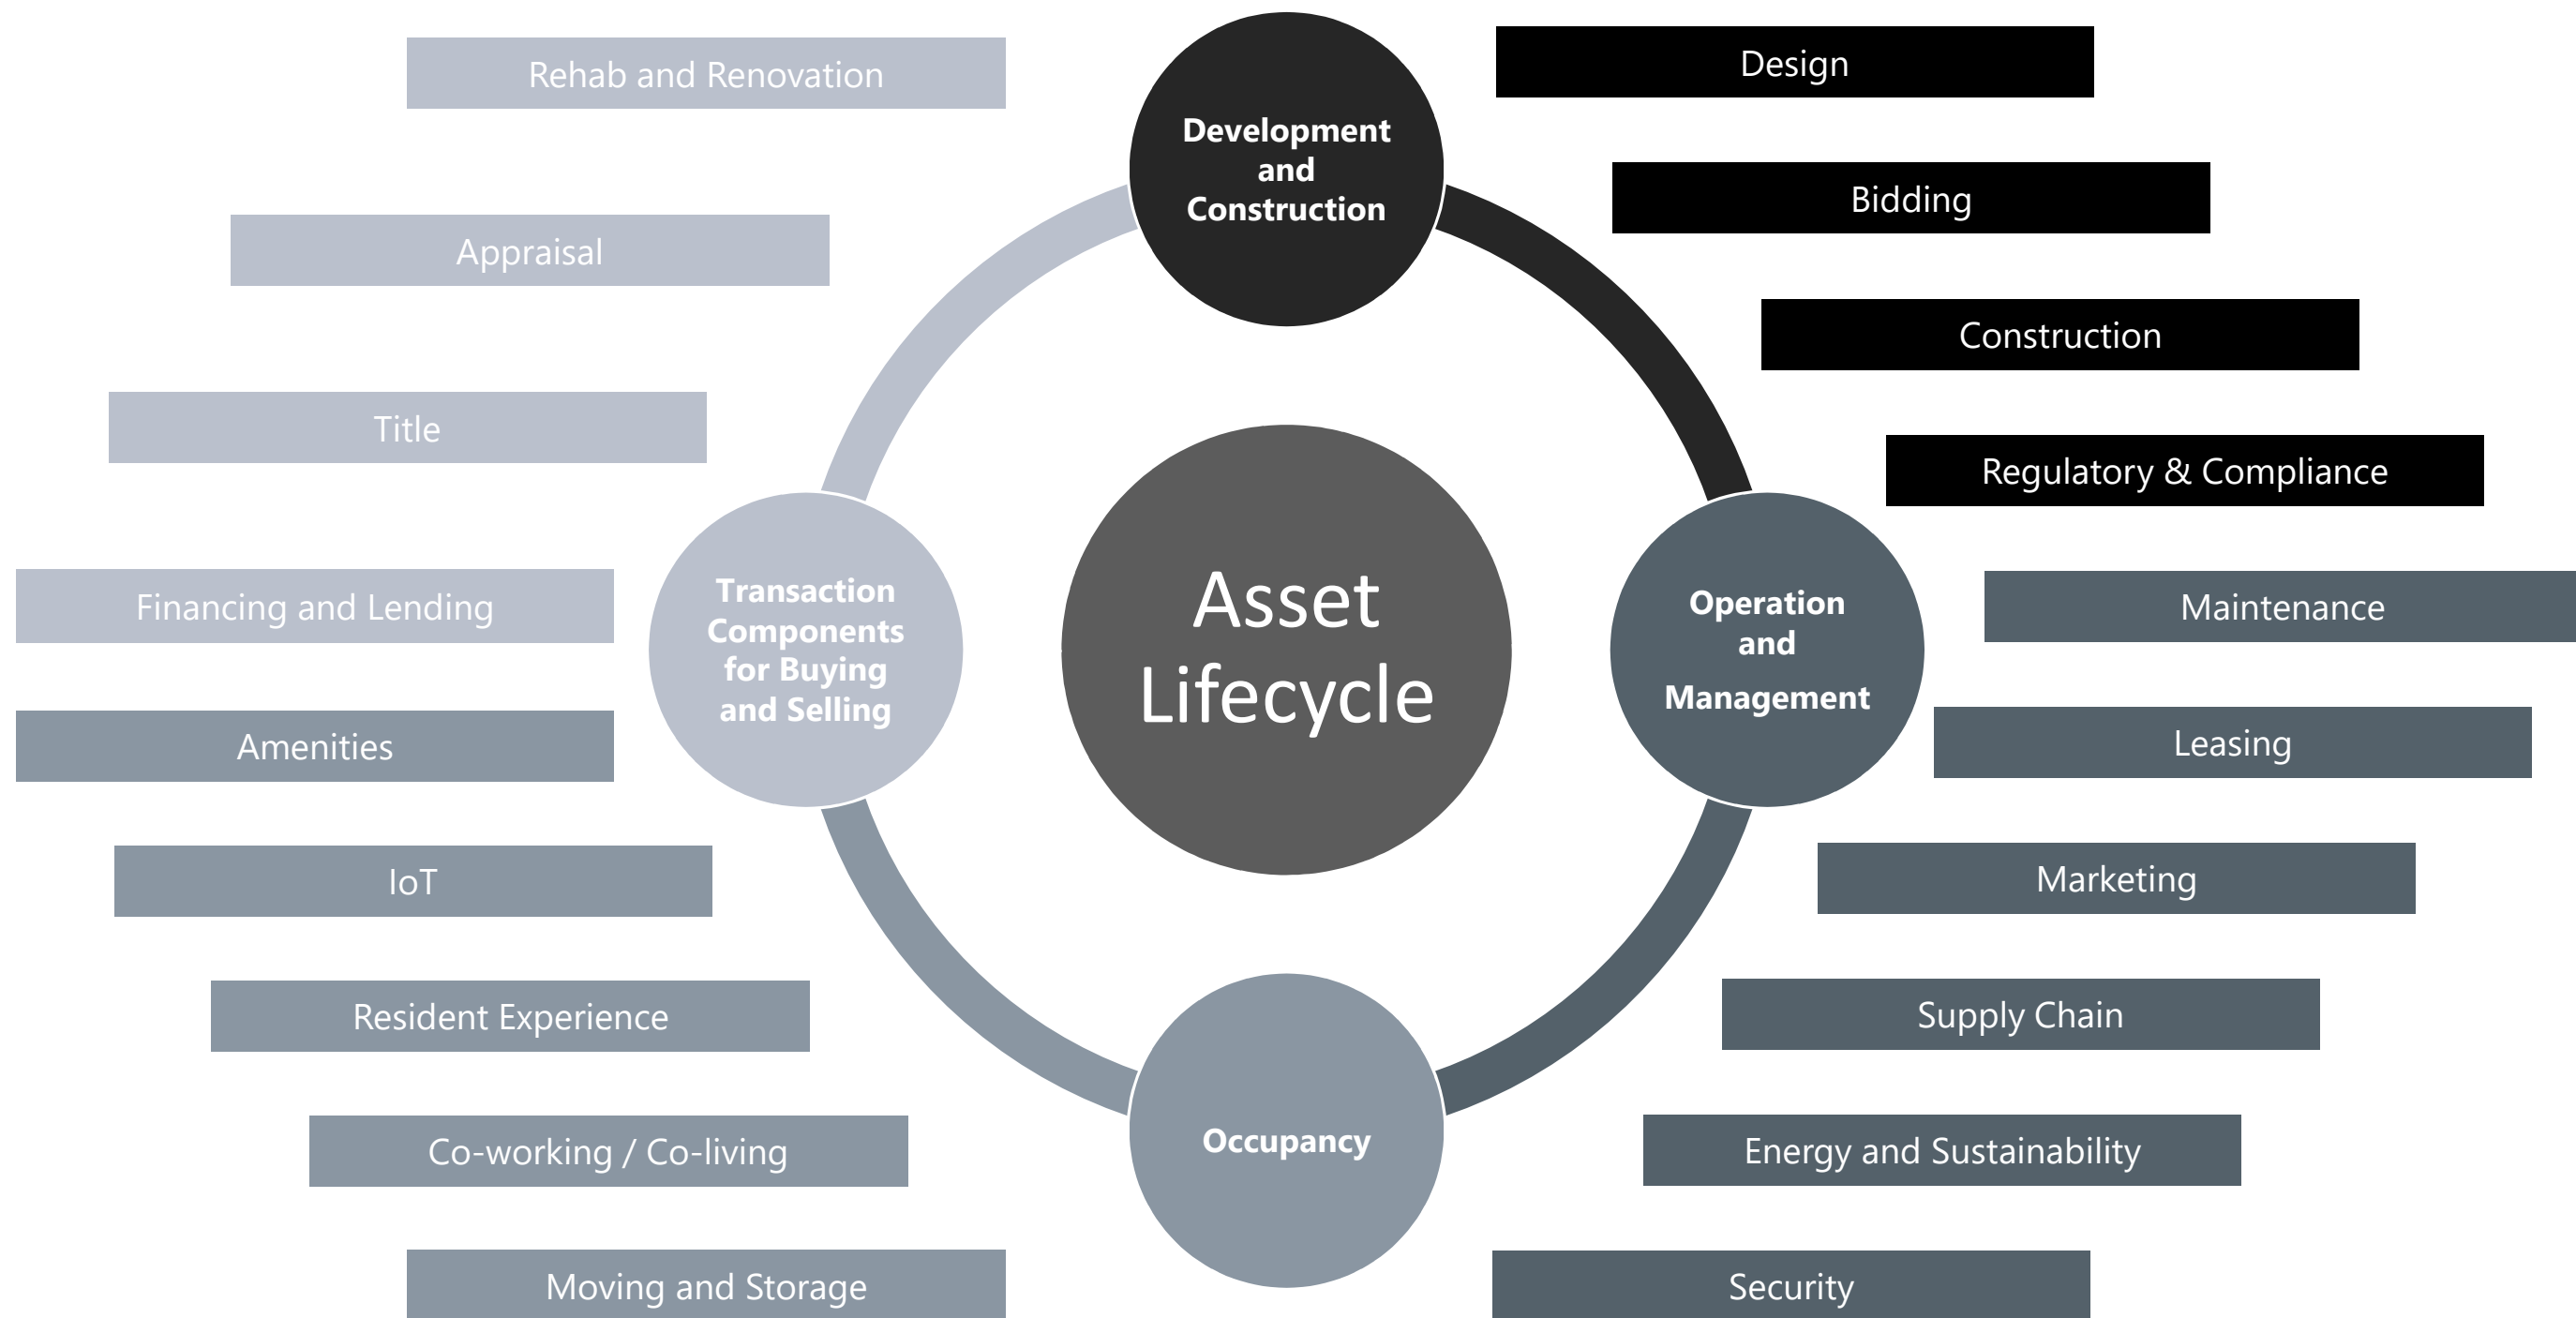 Rehab and Renovation
Appraisal
Title
Financing and Lending
Amenities
IoT
Resident Experience
Co-working / Co-living
Moving and Storage
Development
and
Construction
Transaction
Components
for Buying
and Selling
Asset
Lifecycle
Operation
and
Management
Occupancy
Design
Bidding
Construction
Regulatory & Compliance
Maintenance
Leasing
Marketing
Supply Chain
Energy and Sustainability
Security